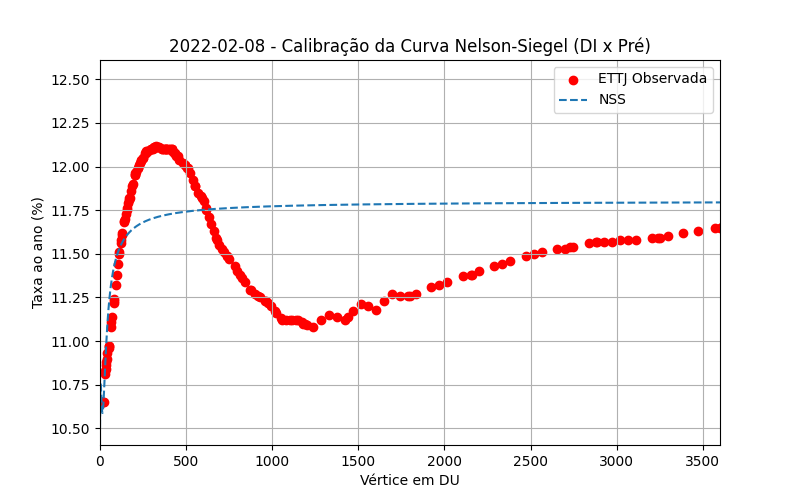 2022-02-08 - Calibração da Curva Nelson-Siegel (DI x Pré)
ETTJ Observada
NSS
Taxa ao ano (%)
12.50
12.25
12.00
11.75
11.50
11.25
11.00
10.75
10.50
0 500 1000 1500 2000 2500 3000 3500
Vértice em DU